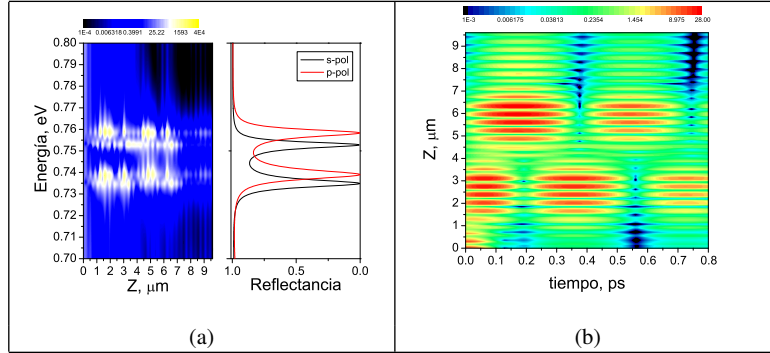 1E-4 0.006318 0.3991 25.22 1593 4E4
0.80
0.79
0.78
0.77
0.76
0.75
0.74
0.73
0.72
0.71
0.70
Energía, eV
0 1 2 3 4 5 6 7 8 9
Z, μm
s-pol
p-pol
1.0 0.5 0.0
Reflectancia
(a)
1E-3 0.006175 0.03813 0.2354 1.454 8.975 28.00
9
8
7
6
5
4
3
2
1
0
Z, μm
0.0 0.1 0.2 0.3 0.4 0.5 0.6 0.7 0.8
tiempo, ps
(b)